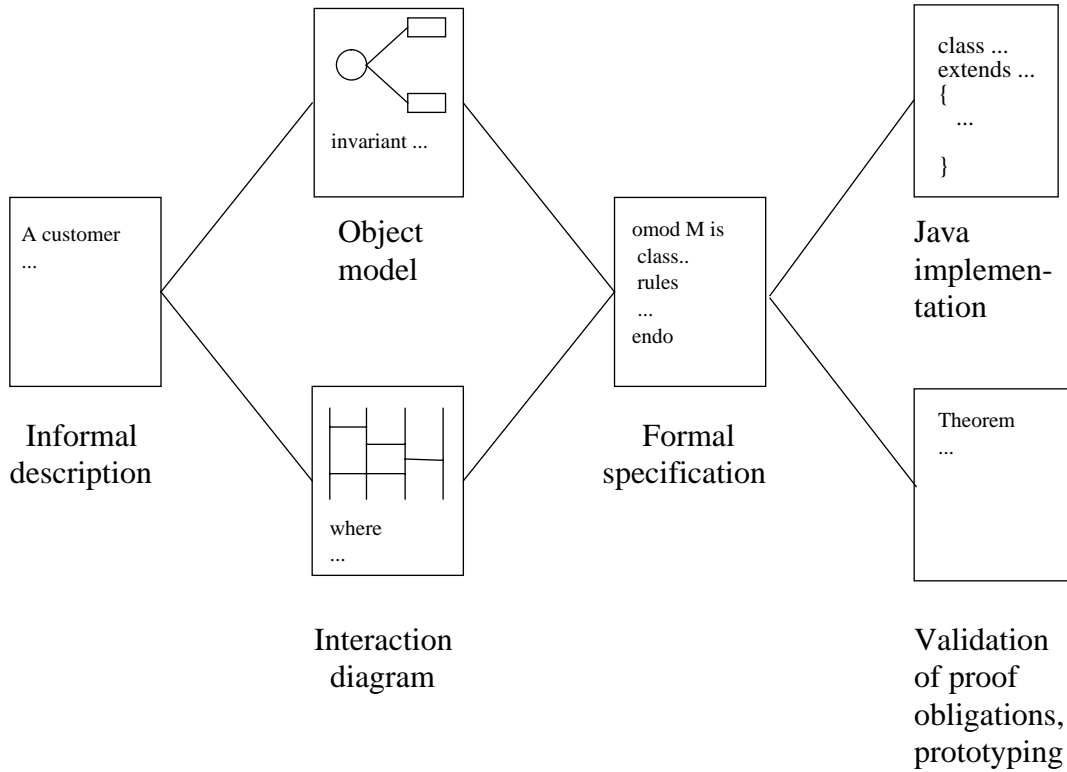 A customer
...
Informal
description
invariant ...
Object
model
where
...
Interaction
diagram
omod M is
class..
rules
...
endo
Formal
specification
class ...
extends ...
{
...
}
Java
implemen-
tation
Theorem
...
Validation
of proof
obligations,
prototyping